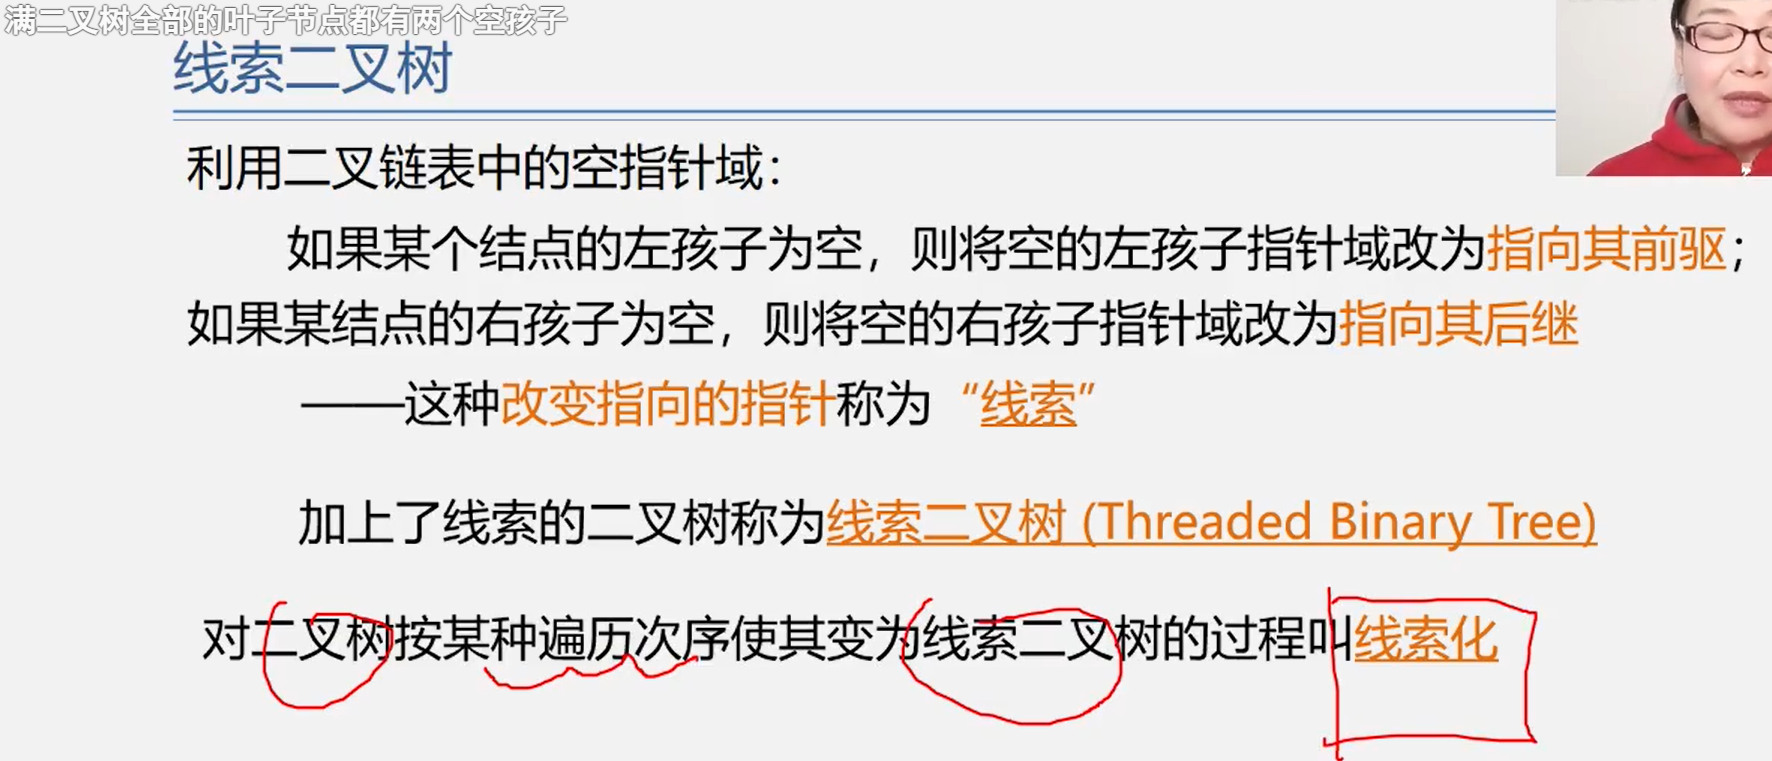 满二叉树全部的叶子节点都有两个空孩子
线索二叉树
利用二叉链表中的空指针域：
如果某个结点的左孩子为空，则将空的左孩子指针域改为指向其前驱；
如果某结点的右孩子为空，则将空的右孩子指针域改为指向其后继
——这种改变指向的指针称为“线索”
加上了线索的二叉树称为线索二叉树 (Threaded Binary Tree)
对二叉树按某种遍历次序使其变为线索二叉树的过程叫线索化